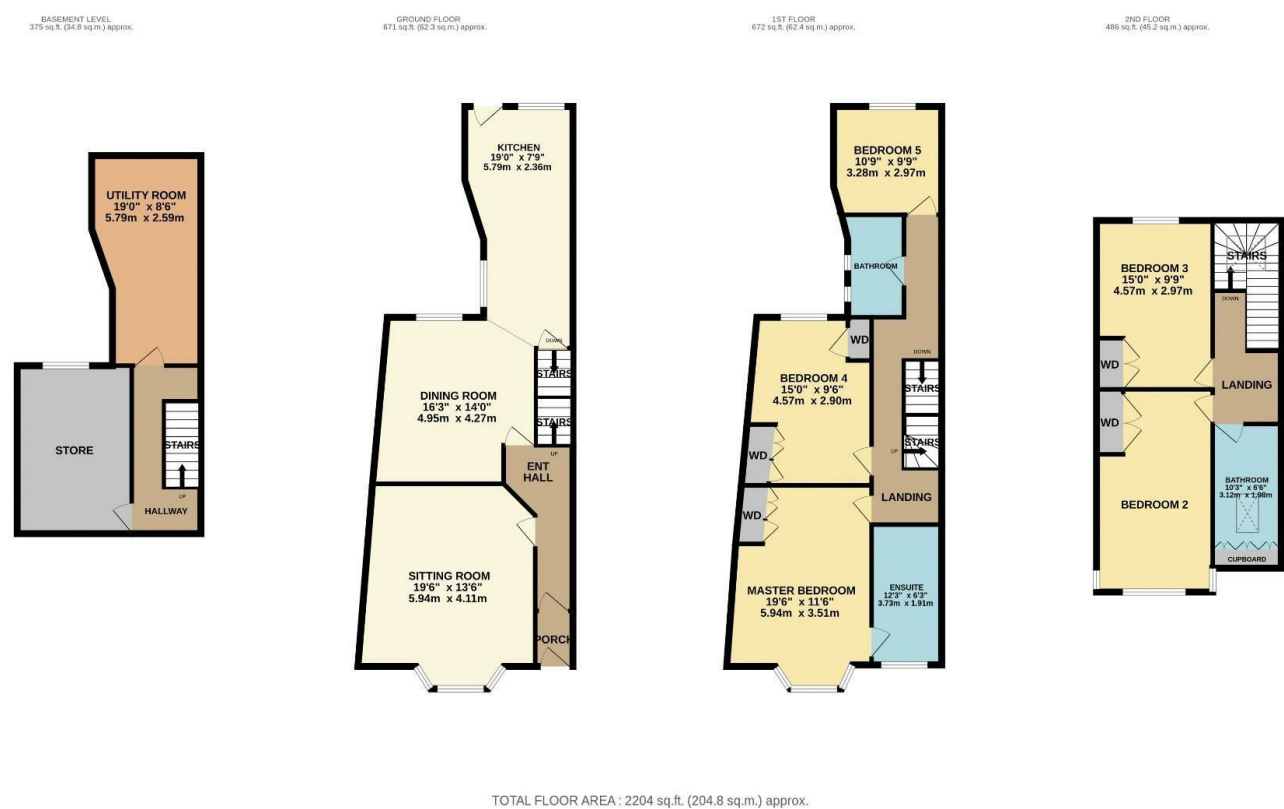 BASEMENT LEVEL
375 sq.ft. (34.8 sq.m.) approx.
UTILITY ROOM
19'0" x 8'6"
5.79m x 2.59m
STORE
STAIRS
UP
HALLWAY
GROUND FLOOR
671 sq.ft. (62.3 sq.m.) approx.
KITCHEN
19'0" x 7'9"
5.79m x 2.36m
DOWN
STAIRS
DINING ROOM
16'3" x 14'0"
4.95m x 4.27m
STAIRS
UP
ENT
HALL
SITTING ROOM
19'6" x 13'6"
5.94m x 4.11m
PORCH
1ST FLOOR
672 sq.ft. (62.4 sq.m.) approx.
BEDROOM 5
10'9" x 9'9"
3.28m x 2.97m
BATHROOM
WD
DOWN
BEDROOM 4
15'0" x 9'6"
4.57m x 2.90m
STAIRS
STAIRS
UP
WD
LANDING
WD
MASTER BEDROOM
19'6" x 11'6"
5.94m x 3.51m
ENSUITE
12'3" x 6'3"
3.73m x 1.91m
2ND FLOOR
486 sq.ft. (45.2 sq.m.) approx.
BEDROOM 3
15'0" x 9'9"
4.57m x 2.97m
STAIRS
DOWN
WD
LANDING
WD
BATHROOM
10'3" x 6'6"
3.12m x 1.98m
BEDROOM 2
CUPBOARD
TOTAL FLOOR AREA : 2204 sq.ft. (204.8 sq.m.) approx.